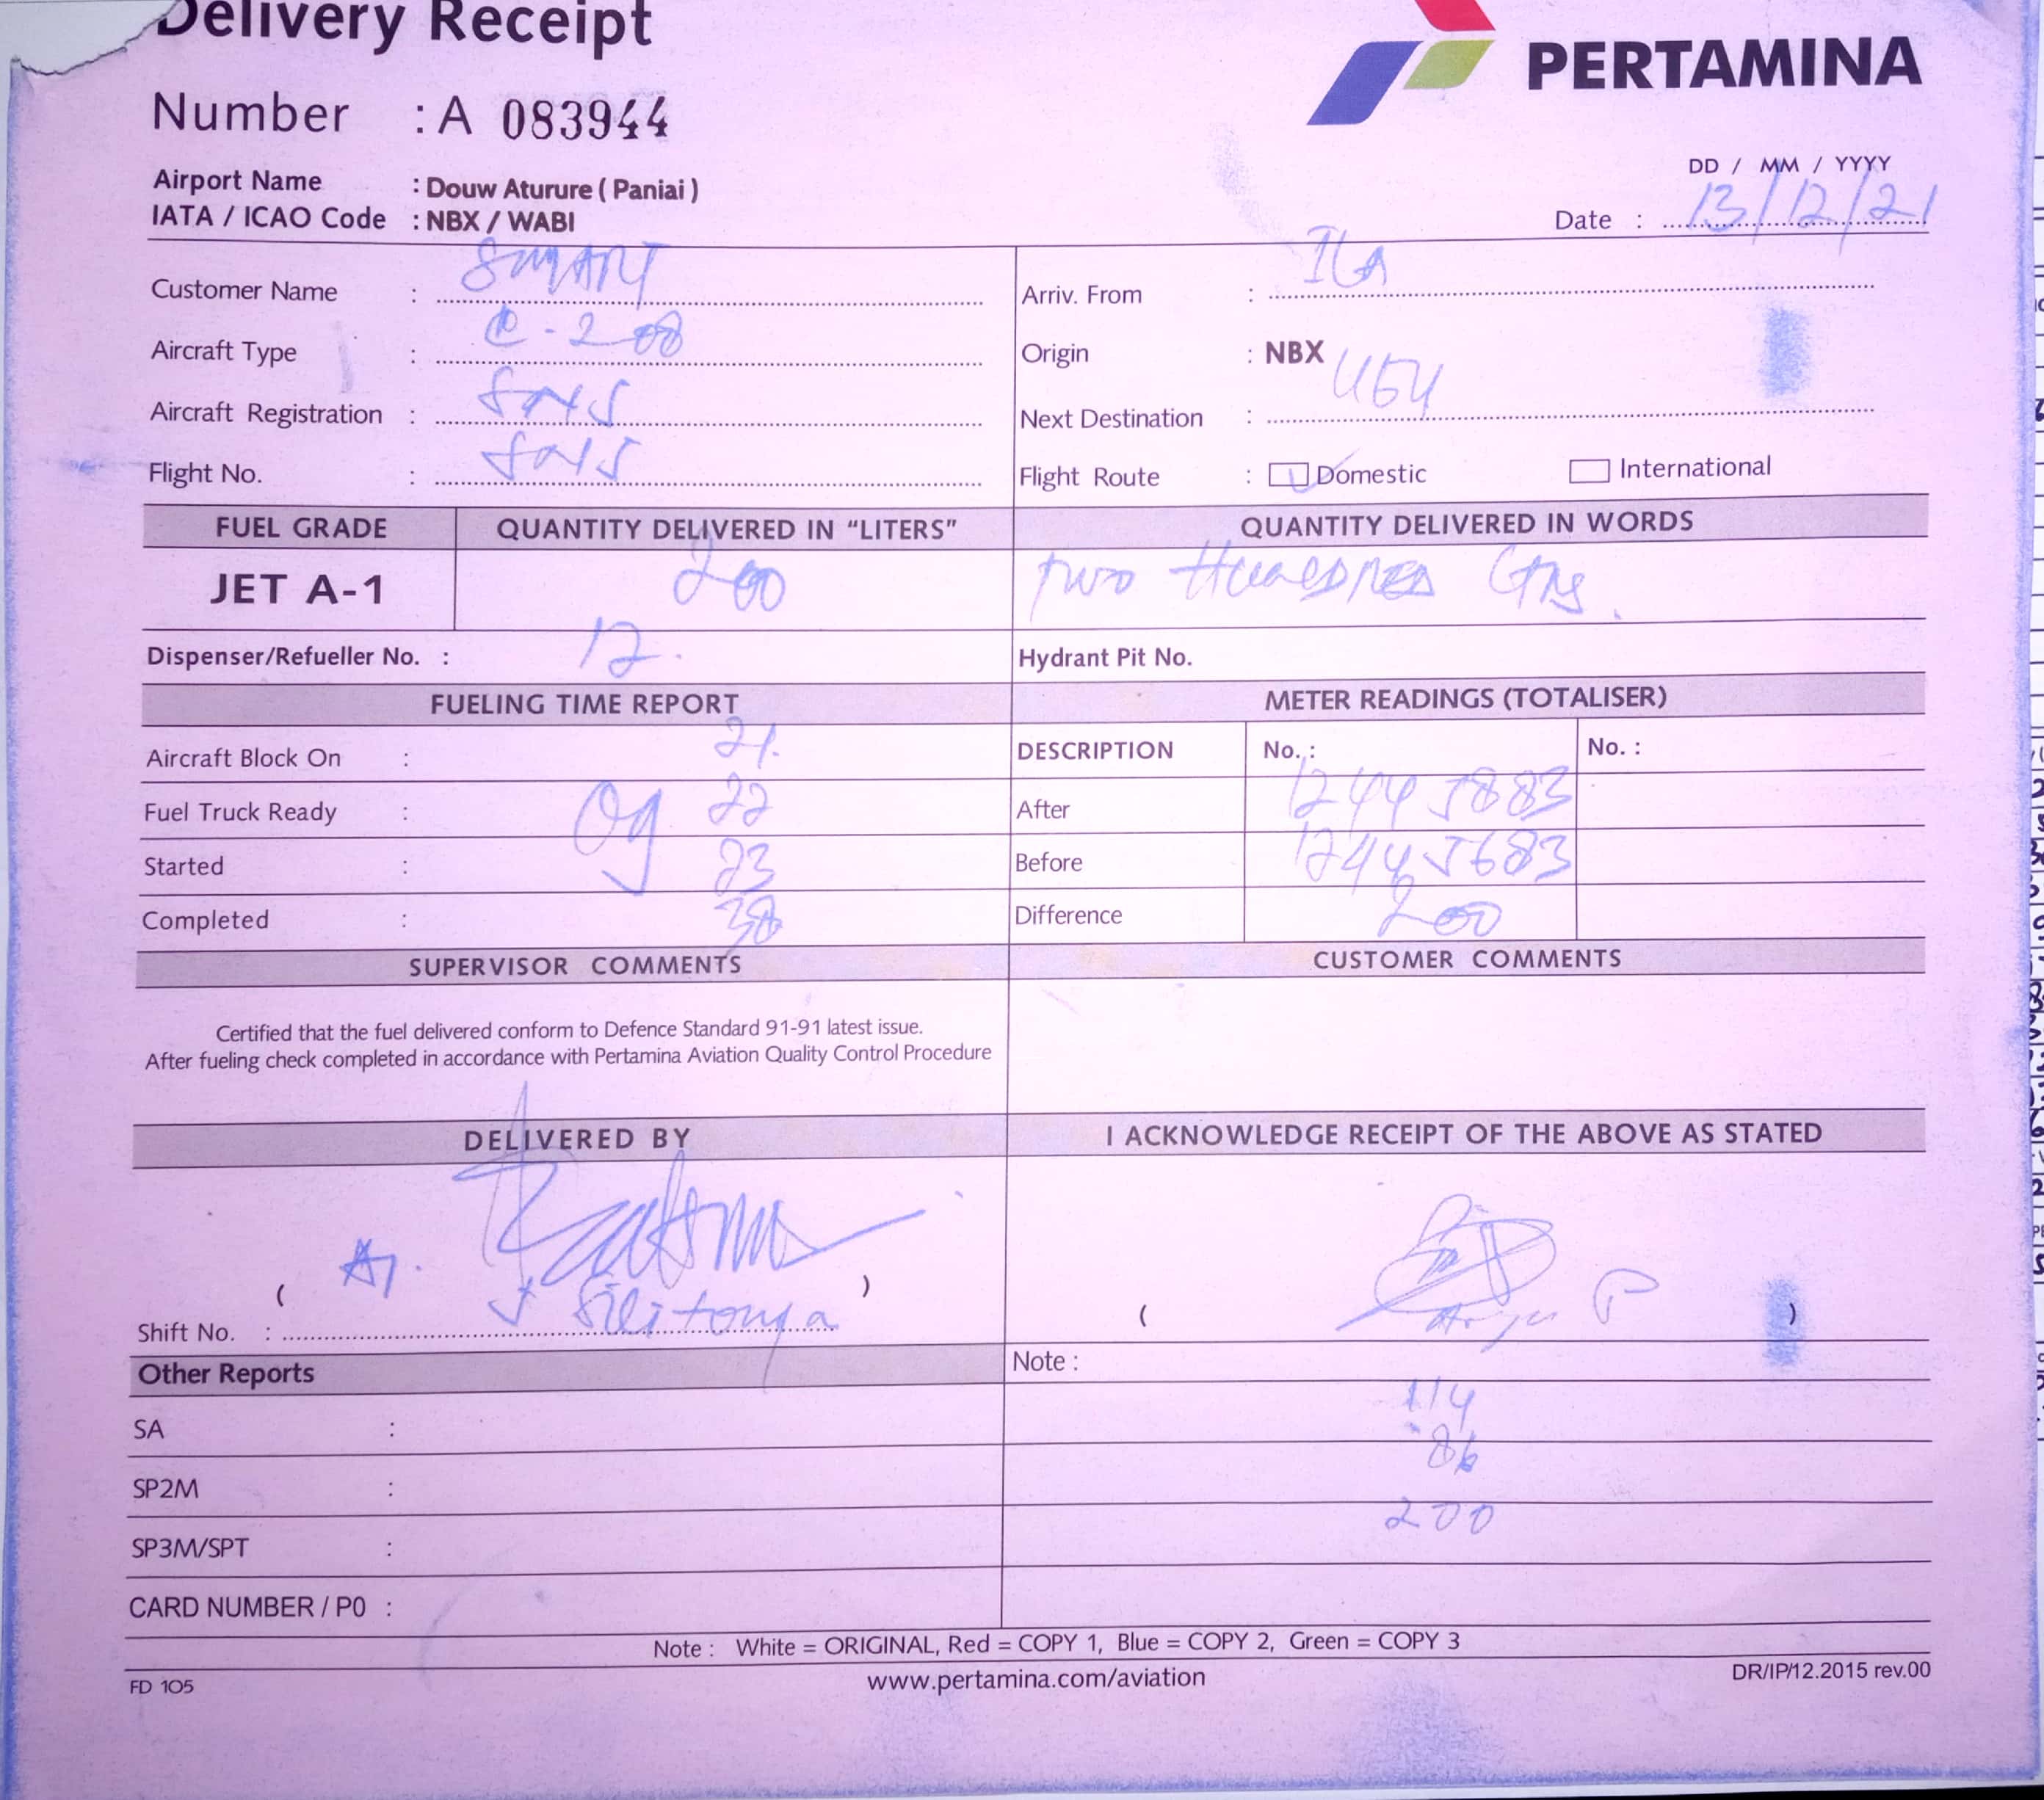 Delivery Receipt
PERTAMINA
Number : A 083944
Airport Name : Douw Aturure ( Paniai )
IATA / ICAO Code : NBX / WABI
DD / MM / YYYY
Date : 13/12/21
Customer Name : SMART
Arriv. From : ILA
Aircraft Type : C-208
Origin : NBX
Aircraft Registration :
Next Destination :
Flight No. :
Flight Route : Domestic International
FUEL GRADE QUANTITY DELIVERED IN “LITERS” QUANTITY DELIVERED IN WORDS
JET A-1 200 Two Hundred
Dispenser/Refueller No. : 12.
Hydrant Pit No.
FUELING TIME REPORT METER READINGS (TOTALISER)
Aircraft Block On : 21.
DESCRIPTION No. : No. :
Fuel Truck Ready : 09 22
After 12445883
Started : 23
Before 12445683
Completed : 30
Difference 200
SUPERVISOR COMMENTS CUSTOMER COMMENTS
Certified that the fuel delivered conform to Defence Standard 91-91 latest issue.
After fueling check completed in accordance with Pertamina Aviation Quality Control Procedure
DELIVERED BY I ACKNOWLEDGE RECEIPT OF THE ABOVE AS STATED
( )
( )
Shift No. :
Other Reports Note :
114
SA :
86
SP2M :
200
SP3M/SPT :
CARD NUMBER / P0 :
Note : White = ORIGINAL, Red = COPY 1, Blue = COPY 2, Green = COPY 3
FD 105 www.pertamina.com/aviation DR/IP/12.2015 rev.00